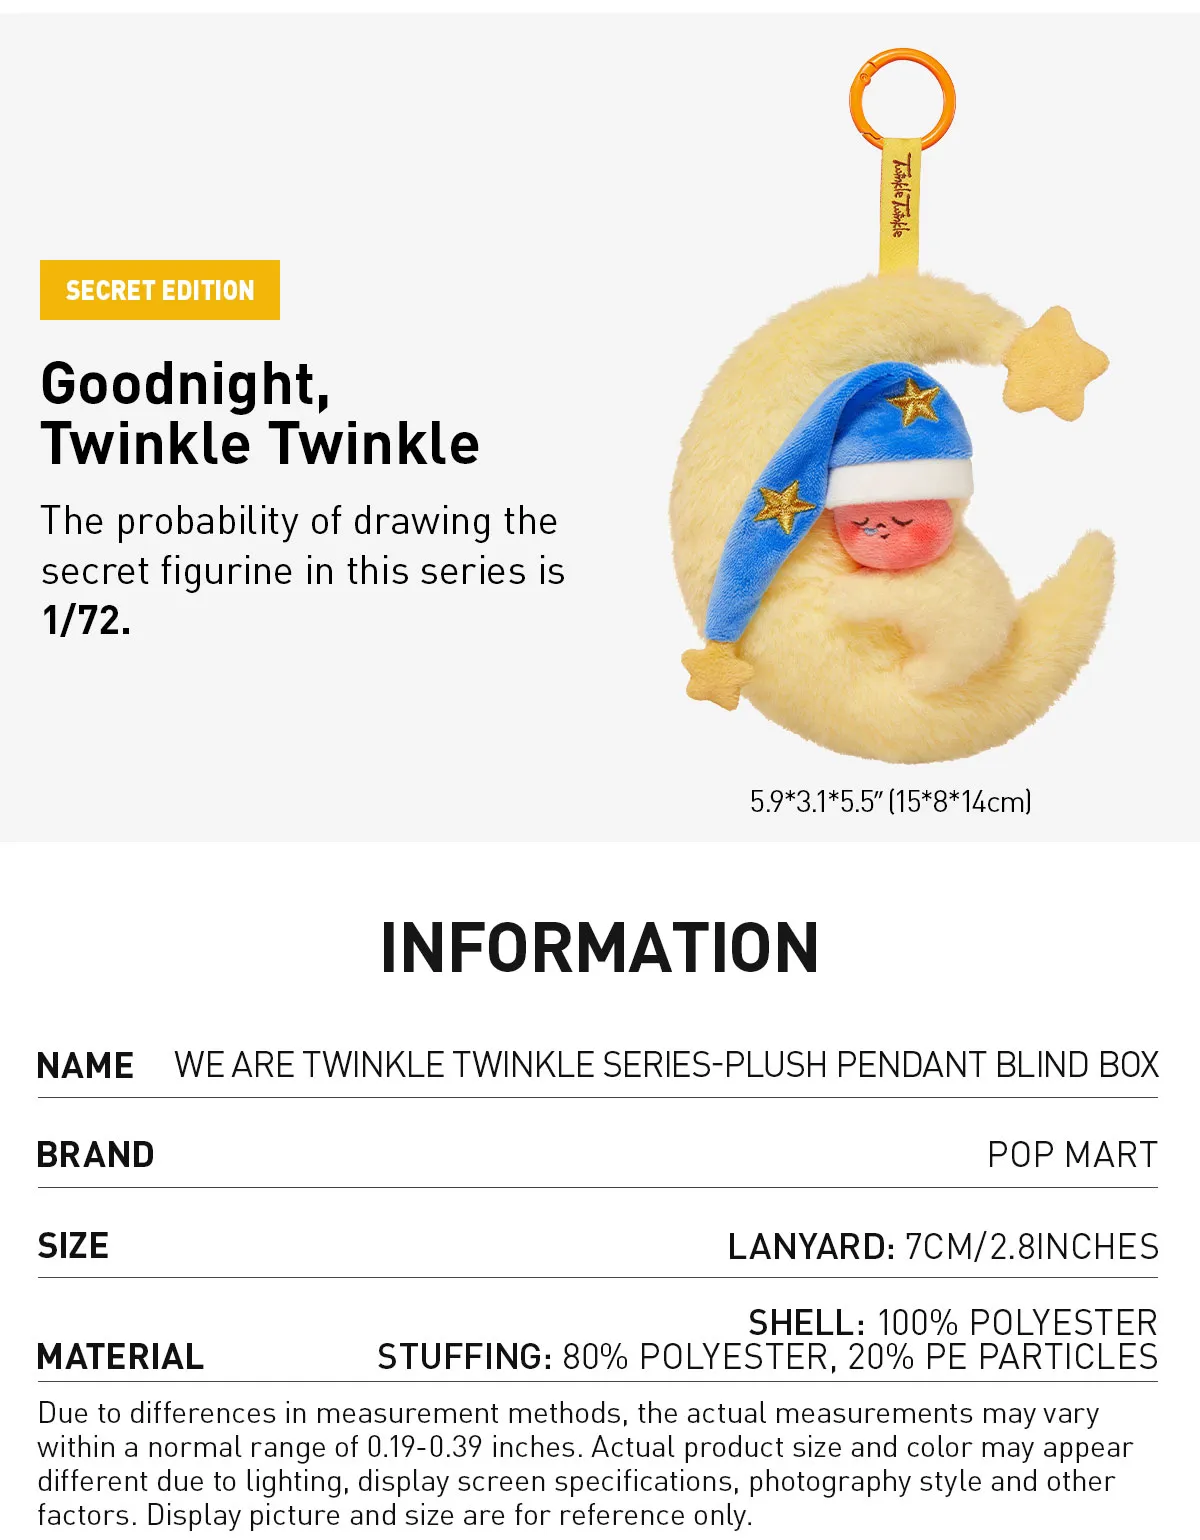 Twinkle Twinkle
SECRET EDITION
Goodnight,
Twinkle Twinkle
The probability of drawing the
secret figurine in this series is
1/72.
5.9*3.1*5.5″ (15*8*14cm)
INFORMATION
NAME WE ARE TWINKLE TWINKLE SERIES-PLUSH PENDANT BLIND BOX
BRAND POP MART
SIZE LANYARD: 7CM/2.8INCHES
SHELL: 100% POLYESTER
MATERIAL STUFFING: 80% POLYESTER, 20% PE PARTICLES
Due to differences in measurement methods, the actual measurements may vary
within a normal range of 0.19-0.39 inches. Actual product size and color may appear
different due to lighting, display screen specifications, photography style and other
factors. Display picture and size are for reference only.